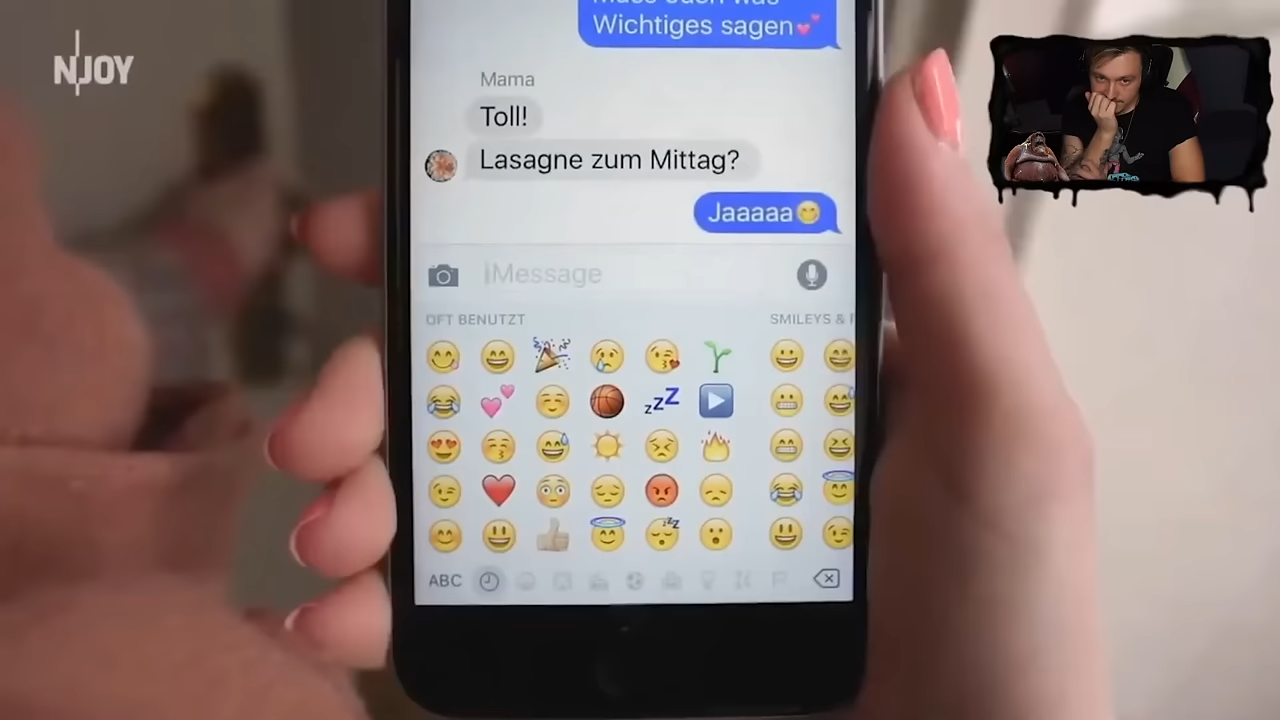 N JOY
Wichtiges sagen💕
Mama
Toll!
Lasagne zum Mittag?
Jaaaaa😋
iMessage
OFT BENUTZT
SMILEYS &
ABC